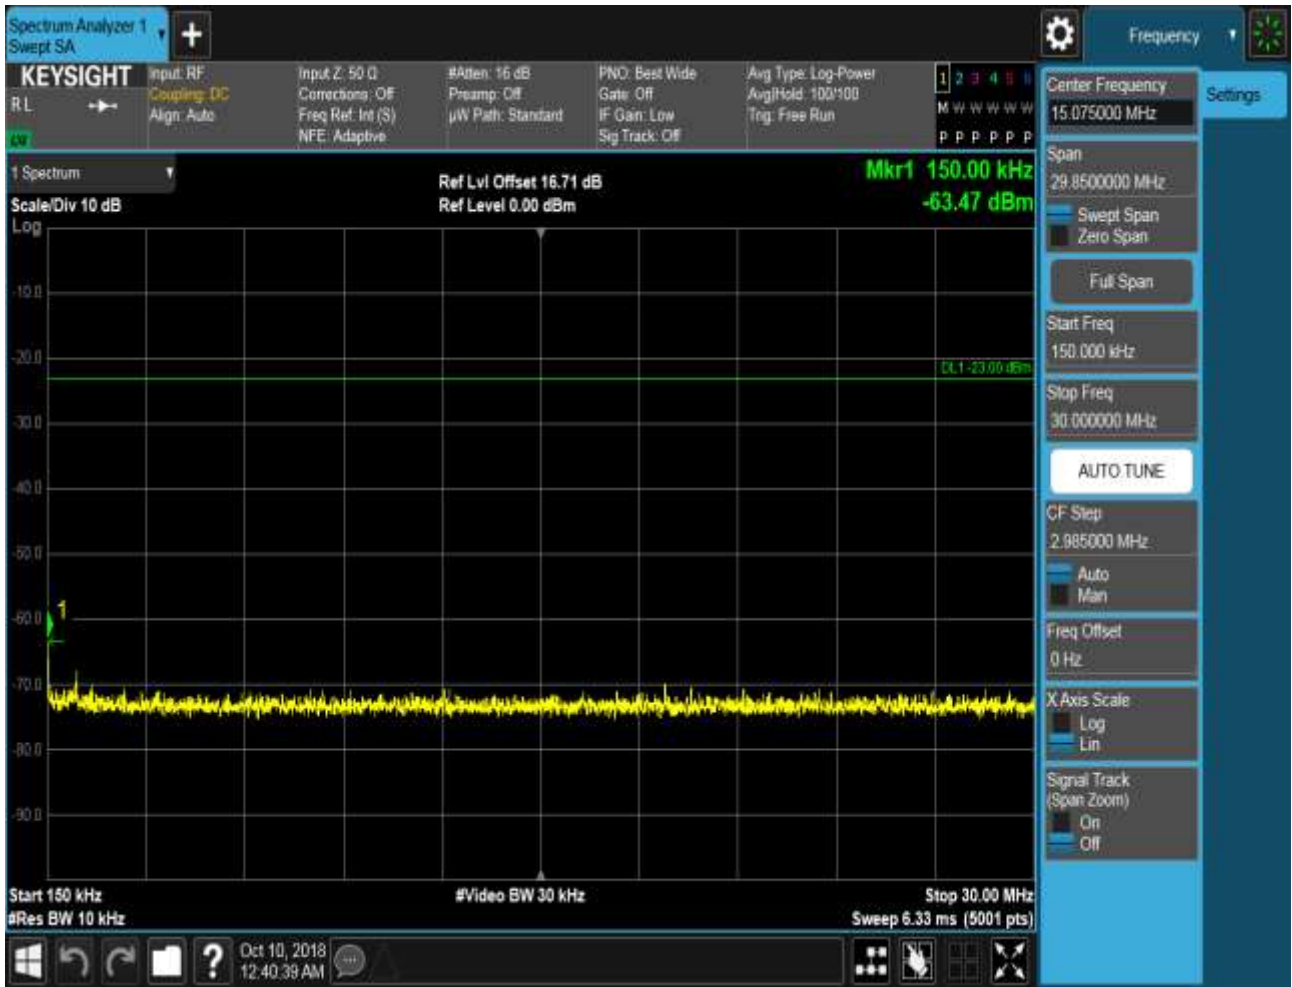 Spectrum Analyzer 1
Swept SA
+
Frequency
KEYSIGHT
RL
LXI
Input: RF
Coupling: DC
Align: Auto
Input Z: 50 Ω
Corrections: Off
Freq Ref: Int (S)
NFE: Adaptive
#Atten: 16 dB
Preamp: Off
µW Path: Standard
PNO: Best Wide
Gate: Off
IF Gain: Low
Sig Track: Off
Avg Type: Log-Power
Avg|Hold: 100/100
Trig: Free Run
1 2 3 4 5 6
M W W W W W
P P P P P P
1 Spectrum
Scale/Div 10 dB
Log
Ref Lvl Offset 16.71 dB
Ref Level 0.00 dBm
Mkr1 150.00 kHz
-63.47 dBm
-10.0
-20.0
DL1 -23.00 dBm
-30.0
-40.0
-50.0
-60.0
1
-70.0
-80.0
-90.0
Start 150 kHz
#Video BW 30 kHz
Stop 30.00 MHz
#Res BW 10 kHz
Sweep 6.33 ms (5001 pts)
?
Oct 10, 2018
12:40:39 AM
Center Frequency
15.075000 MHz
Settings
Span
29.8500000 MHz
Swept Span
Zero Span
Full Span
Start Freq
150.000 kHz
Stop Freq
30.000000 MHz
AUTO TUNE
CF Step
2.985000 MHz
Auto
Man
Freq Offset
0 Hz
X Axis Scale
Log
Lin
Signal Track
(Span Zoom)
On
Off